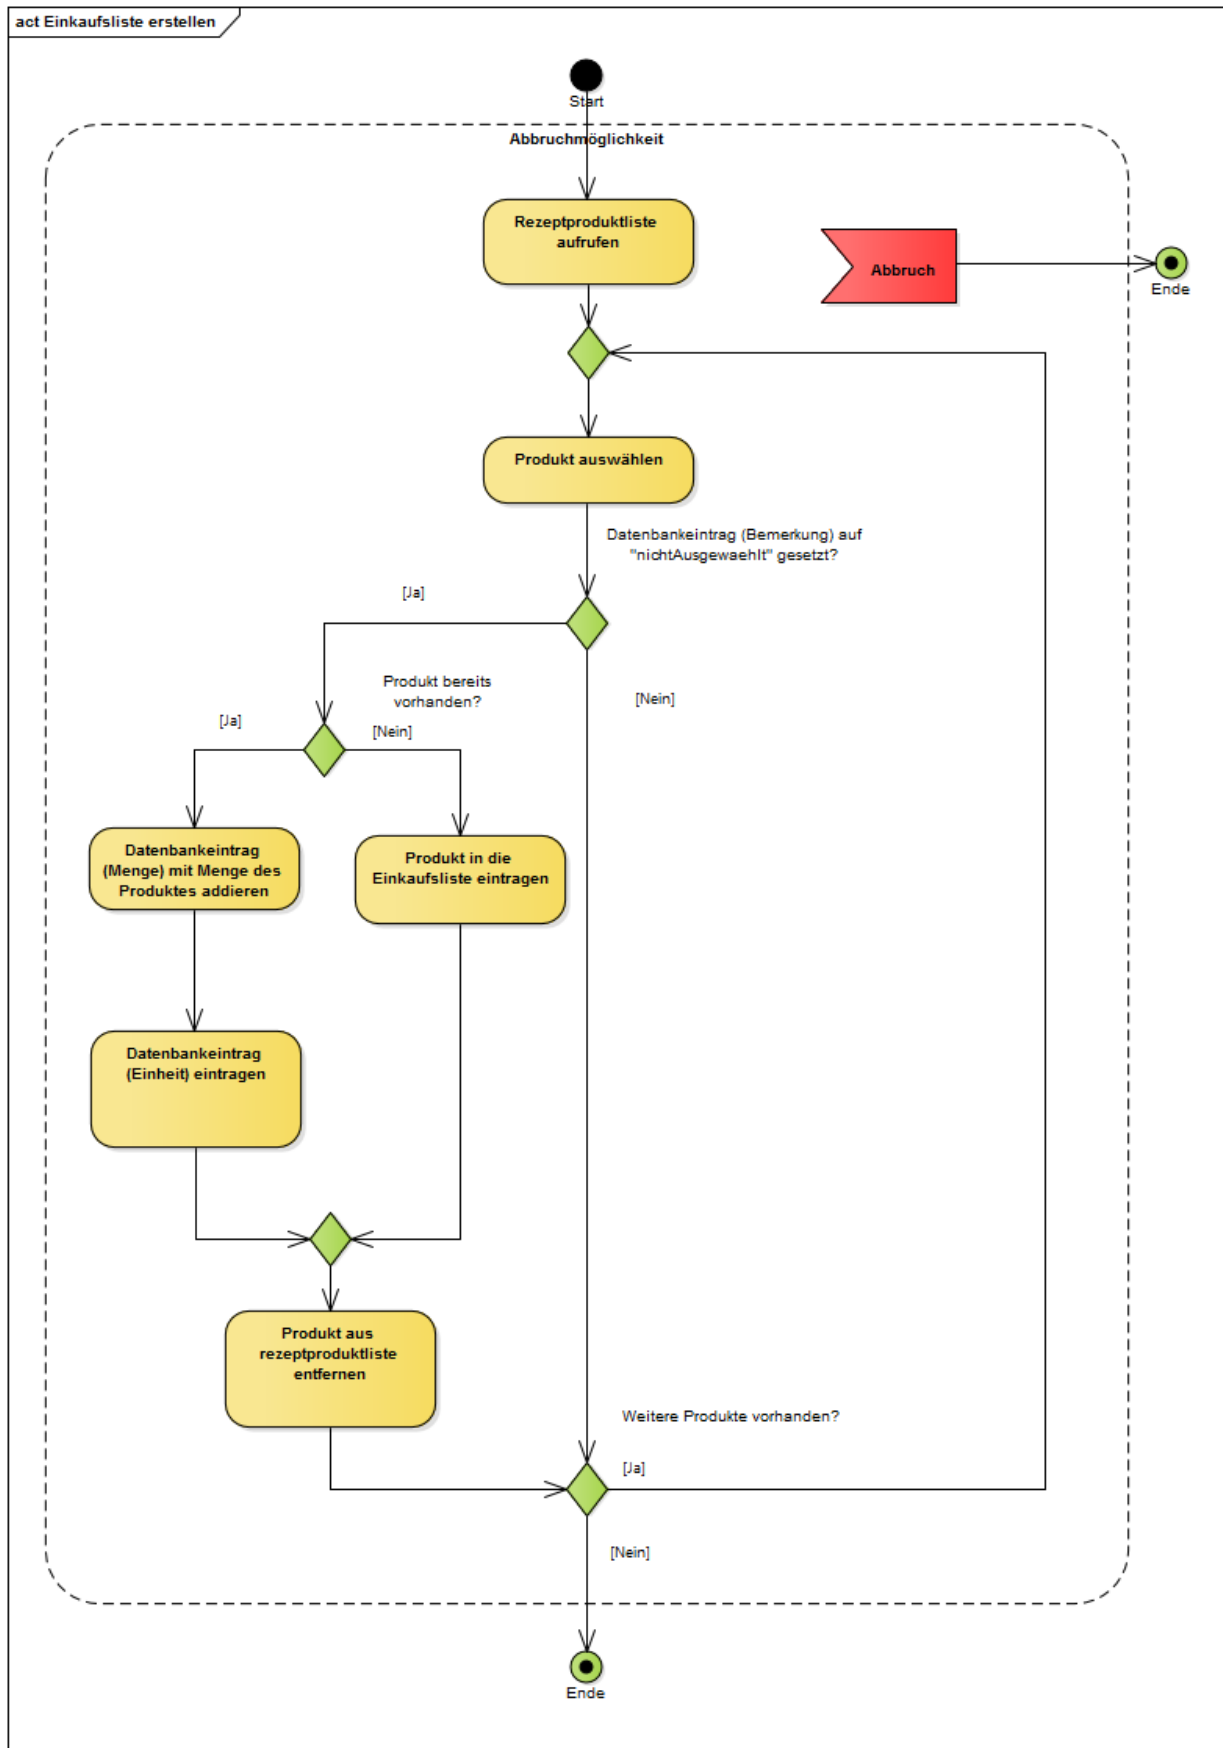 act Einkaufsliste erstellen
Start
Abbruchmöglichkeit
Rezeptproduktliste
aufrufen
Abbruch
Ende
Produkt auswählen
Datenbankeintrag (Bemerkung) auf
"nichtAusgewaehlt" gesetzt?
[Ja]
[Nein]
Produkt bereits
vorhanden?
[Ja]
[Nein]
Datenbankeintrag
(Menge) mit Menge des
Produktes addieren
Produkt in die
Einkaufsliste eintragen
Datenbankeintrag
(Einheit) eintragen
Produkt aus
rezeptproduktliste
entfernen
Weitere Produkte vorhanden?
[Ja]
[Nein]
Ende